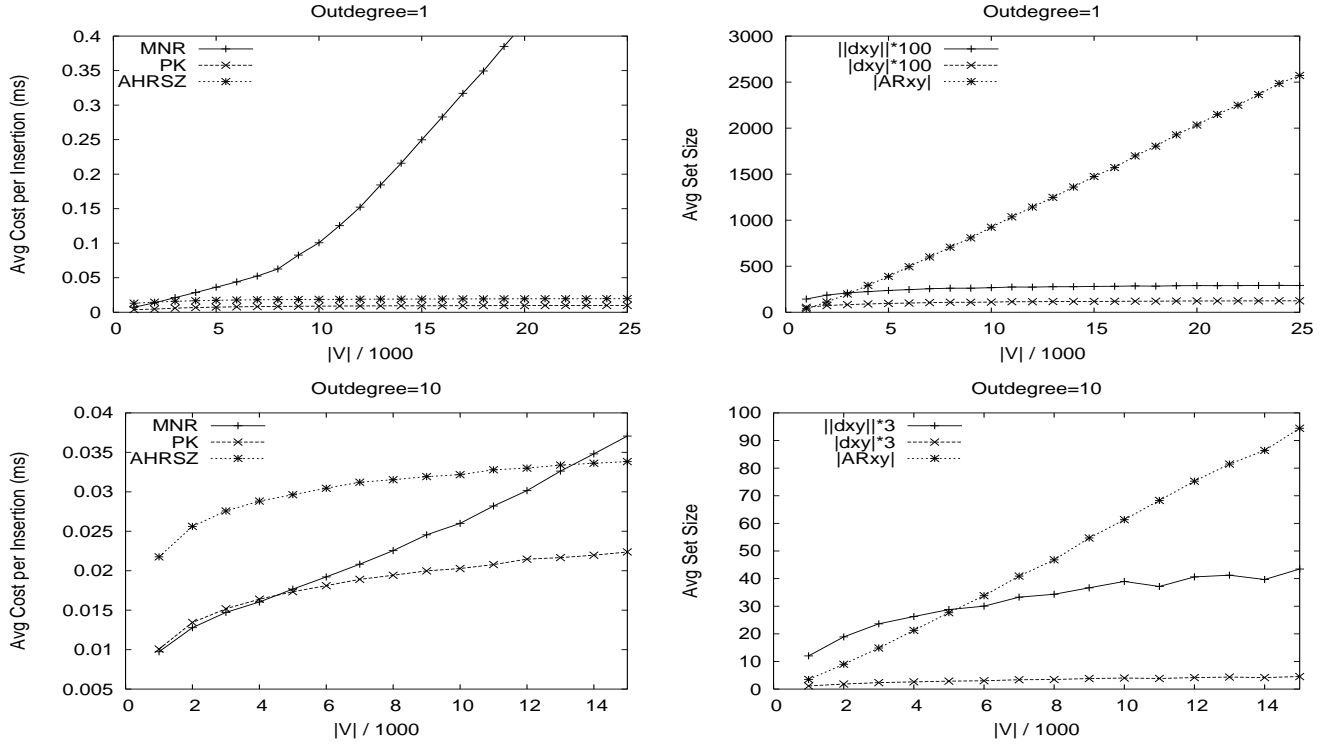 Outdegree=1
Avg Cost per Insertion (ms)
0.4
0.35
0.3
0.25
0.2
0.15
0.1
0.05
0
MNR
PK
AHRSZ
0 5 10 15 20 25
|V| / 1000
Outdegree=1
Avg Set Size
3000
2500
2000
1500
1000
500
0
||dxy||*100
|dxy|*100
|ARxy|
0 5 10 15 20 25
|V| / 1000
Outdegree=10
Avg Cost per Insertion (ms)
0.04
0.035
0.03
0.025
0.02
0.015
0.01
0.005
MNR
PK
AHRSZ
0 2 4 6 8 10 12 14
|V| / 1000
Outdegree=10
Avg Set Size
100
90
80
70
60
50
40
30
20
10
0
||dxy||*3
|dxy|*3
|ARxy|
0 2 4 6 8 10 12 14
|V| / 1000